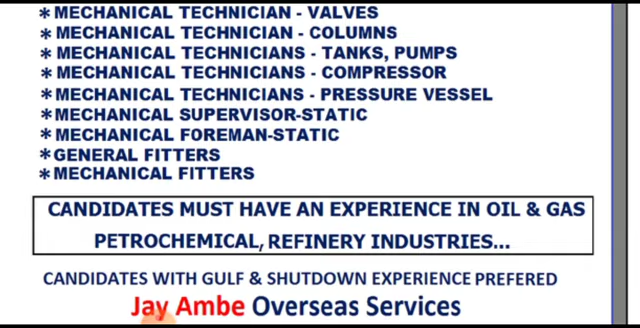 *MECHANICAL TECHNICIAN - VALVES
*MECHANICAL TECHNICIAN - COLUMNS
*MECHANICAL TECHNICIANS - TANKS, PUMPS
*MECHANICAL TECHNICIANS - COMPRESSOR
*MECHANICAL TECHNICIANS - PRESSURE VESSEL
*MECHANICAL SUPERVISOR-STATIC
*MECHANICAL FOREMAN-STATIC
*GENERAL FITTERS
*MECHANICAL FITTERS
CANDIDATES MUST HAVE AN EXPERIENCE IN OIL & GAS
PETROCHEMICAL, REFINERY INDUSTRIES...
CANDIDATES WITH GULF & SHUTDOWN EXPERIENCE PREFERED
Jay Ambe Overseas Services